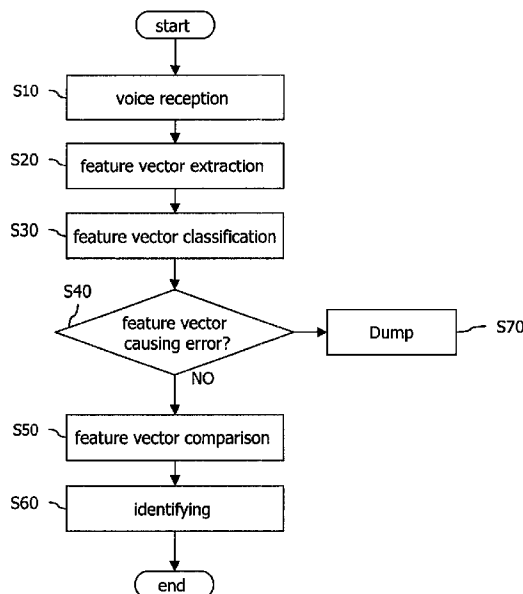 start
S10
voice reception
S20
feature vector extraction
S30
feature vector classification
S40
feature vector
causing error?
Dump
S70
NO
S50
feature vector comparison
S60
identifying
end